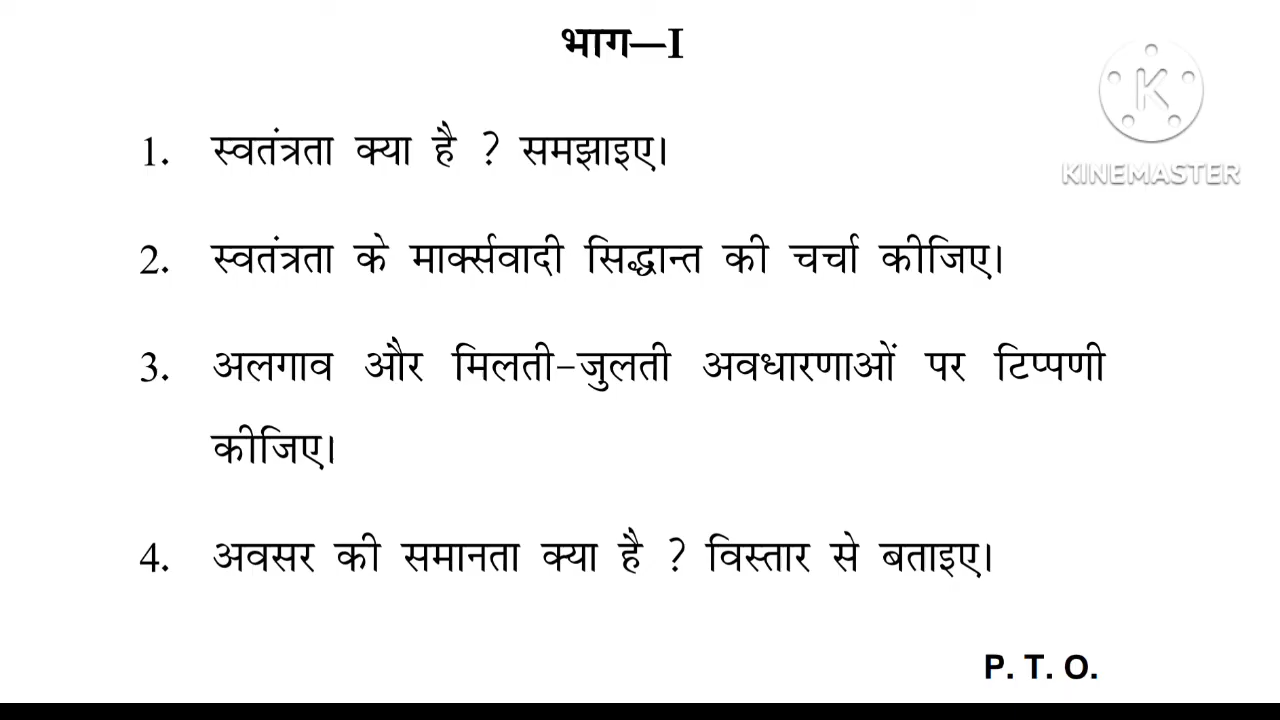 भाग—I
KINEMASTER
1. स्वतंत्रता क्या है ? समझाइए।
2. स्वतंत्रता के मार्क्सवादी सिद्धान्त की चर्चा कीजिए।
3. अलगाव और मिलती-जुलती अवधारणाओं पर टिप्पणी
कीजिए।
4. अवसर की समानता क्या है ? विस्तार से बताइए।
P. T. O.